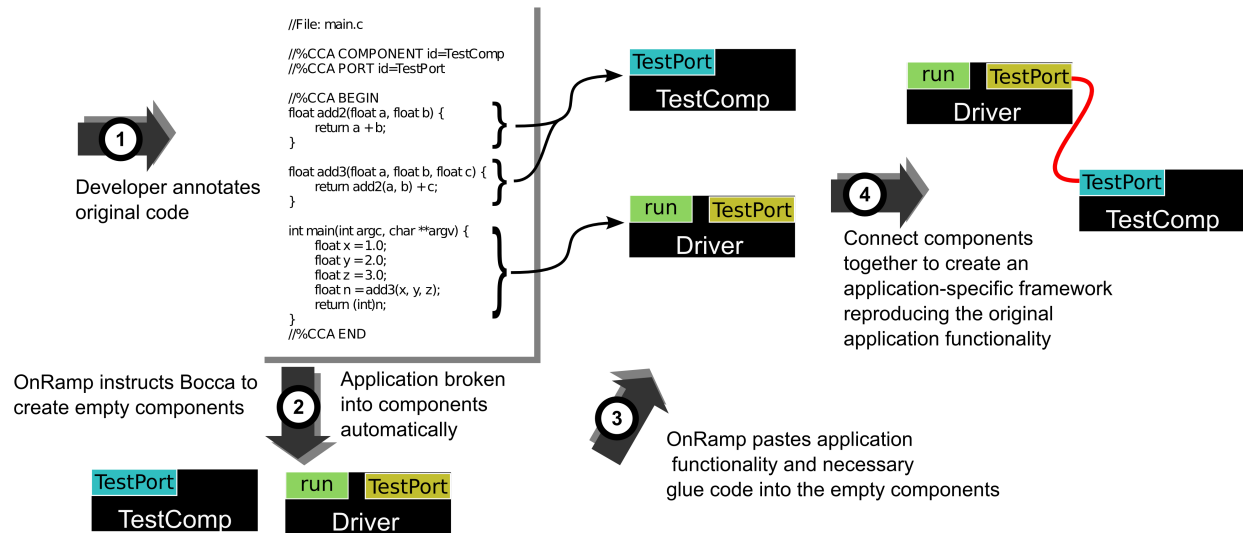 //File: main.c
//%CCA COMPONENT id=TestComp
//%CCA PORT id=TestPort
//%CCA BEGIN
float add2(float a, float b) {
return a + b;
}
float add3(float a, float b, float c) {
return add2(a, b) + c;
}
int main(int argc, char **argv) {
float x = 1.0;
float y = 2.0;
float z = 3.0;
float n = add3(x, y, z);
return (int)n;
}
//%CCA END
1
Developer annotates
original code
TestPort
TestComp
run TestPort
Driver
run TestPort
Driver
TestPort
TestComp
4
Connect components
together to create an
application-specific framework
reproducing the original
application functionality
OnRamp instructs Bocca to
create empty components
2
Application broken
into components
automatically
TestPort
TestComp
run TestPort
Driver
3
OnRamp pastes application
functionality and necessary
glue code into the empty components